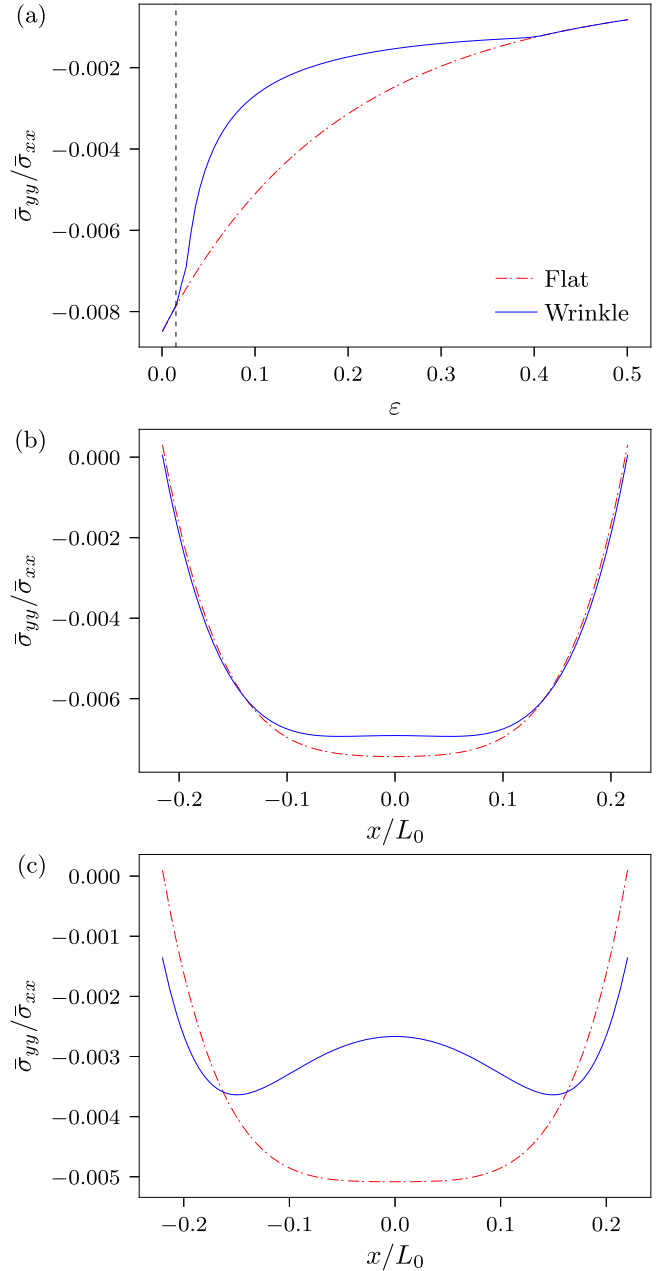 (a)
−0.002
−0.004
−0.006
−0.008
σ̄yy/σ̄xx
Flat
Wrinkle
0.0 0.1 0.2 0.3 0.4 0.5
ε
(b)
0.000
−0.002
−0.004
−0.006
σ̄yy/σ̄xx
−0.2 −0.1 0.0 0.1 0.2
x/L0
(c)
0.000
−0.001
−0.002
−0.003
−0.004
−0.005
σ̄yy/σ̄xx
−0.2 −0.1 0.0 0.1 0.2
x/L0